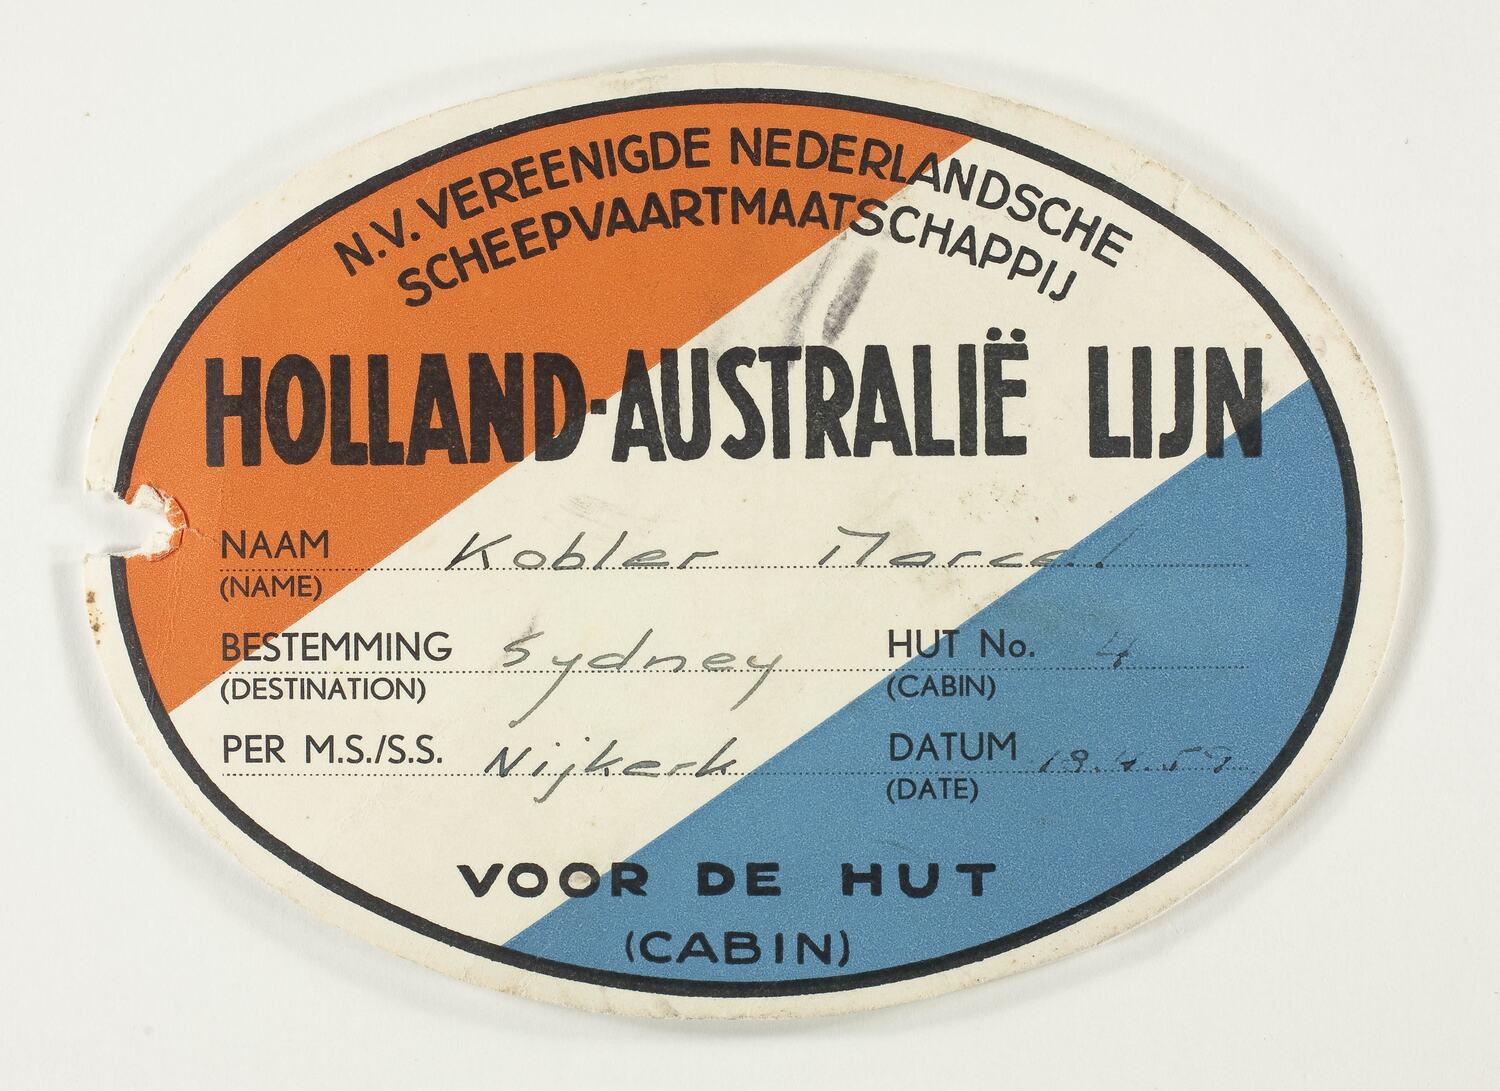 N.V. VEREENIGDE NEDERLANDSCHE
SCHEEPVAARTMAATSCHAPPIJ
HOLLAND-AUSTRALIË LIJN
NAAM Kobler Marcel
(NAME)
BESTEMMING Sydney HUT No. 4
(DESTINATION) (CABIN)
PER M.S./S.S. Nijkerk DATUM
(DATE)
VOOR DE HUT
(CABIN)